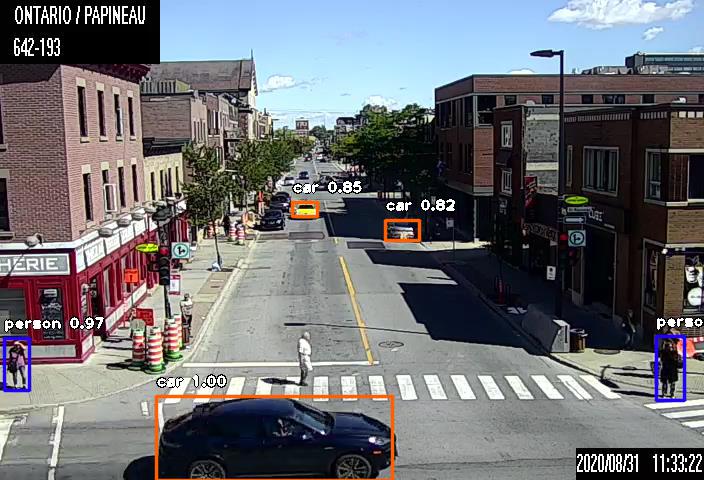 ONTARIO / PAPINEAU
642-193
car 0.85
car 0.82
HERIE
person 0.97
perso
car 1.00
2020/08/31 11:33:22